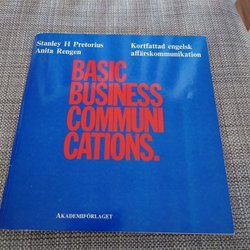 Stanley H Pretorius
Anita Rengen
Kortfattad engelsk
affärskommunikation
BASIC
BUSINESS
COMMUNI
CATIONS.
AKADEMIFÖRLAGET